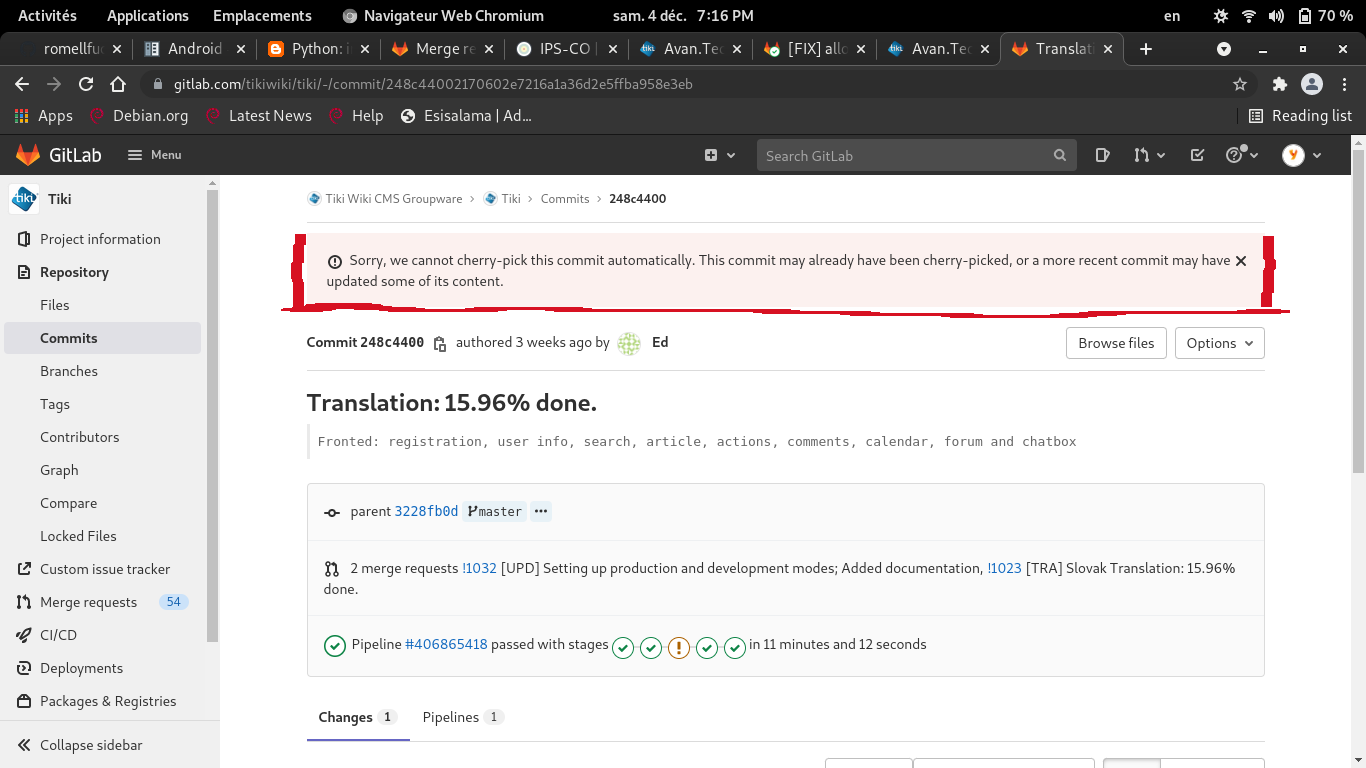 Activités Applications Emplacements Navigateur Web Chromium sam. 4 déc. 7:16 PM en 70 %
romellfuc Android Python: i Merge re IPS-CO Avan.Tec [FIX] allo Avan.Tec Translati
gitlab.com/tikiwiki/tiki/-/commit/248c44002170602e7216a1a36d2e5ffba958e3eb
Apps Debian.org Latest News Help Esisalama | Ad... Reading list
GitLab Menu Search GitLab
Tiki
Project information
Repository
Files
Commits
Branches
Tags
Contributors
Graph
Compare
Locked Files
Custom issue tracker
Merge requests 54
CI/CD
Deployments
Packages & Registries
Collapse sidebar
Tiki Wiki CMS Groupware › Tiki › Commits › 248c4400
Sorry, we cannot cherry-pick this commit automatically. This commit may already have been cherry-picked, or a more recent commit may have
updated some of its content.
Commit 248c4400 authored 3 weeks ago by Ed Browse files Options
Translation: 15.96% done.
Fronted: registration, user info, search, article, actions, comments, calendar, forum and chatbox
parent 3228fb0d master ...
2 merge requests !1032 [UPD] Setting up production and development modes; Added documentation, !1023 [TRA] Slovak Translation: 15.96%
done.
Pipeline #406865418 passed with stages in 11 minutes and 12 seconds
Changes 1 Pipelines 1